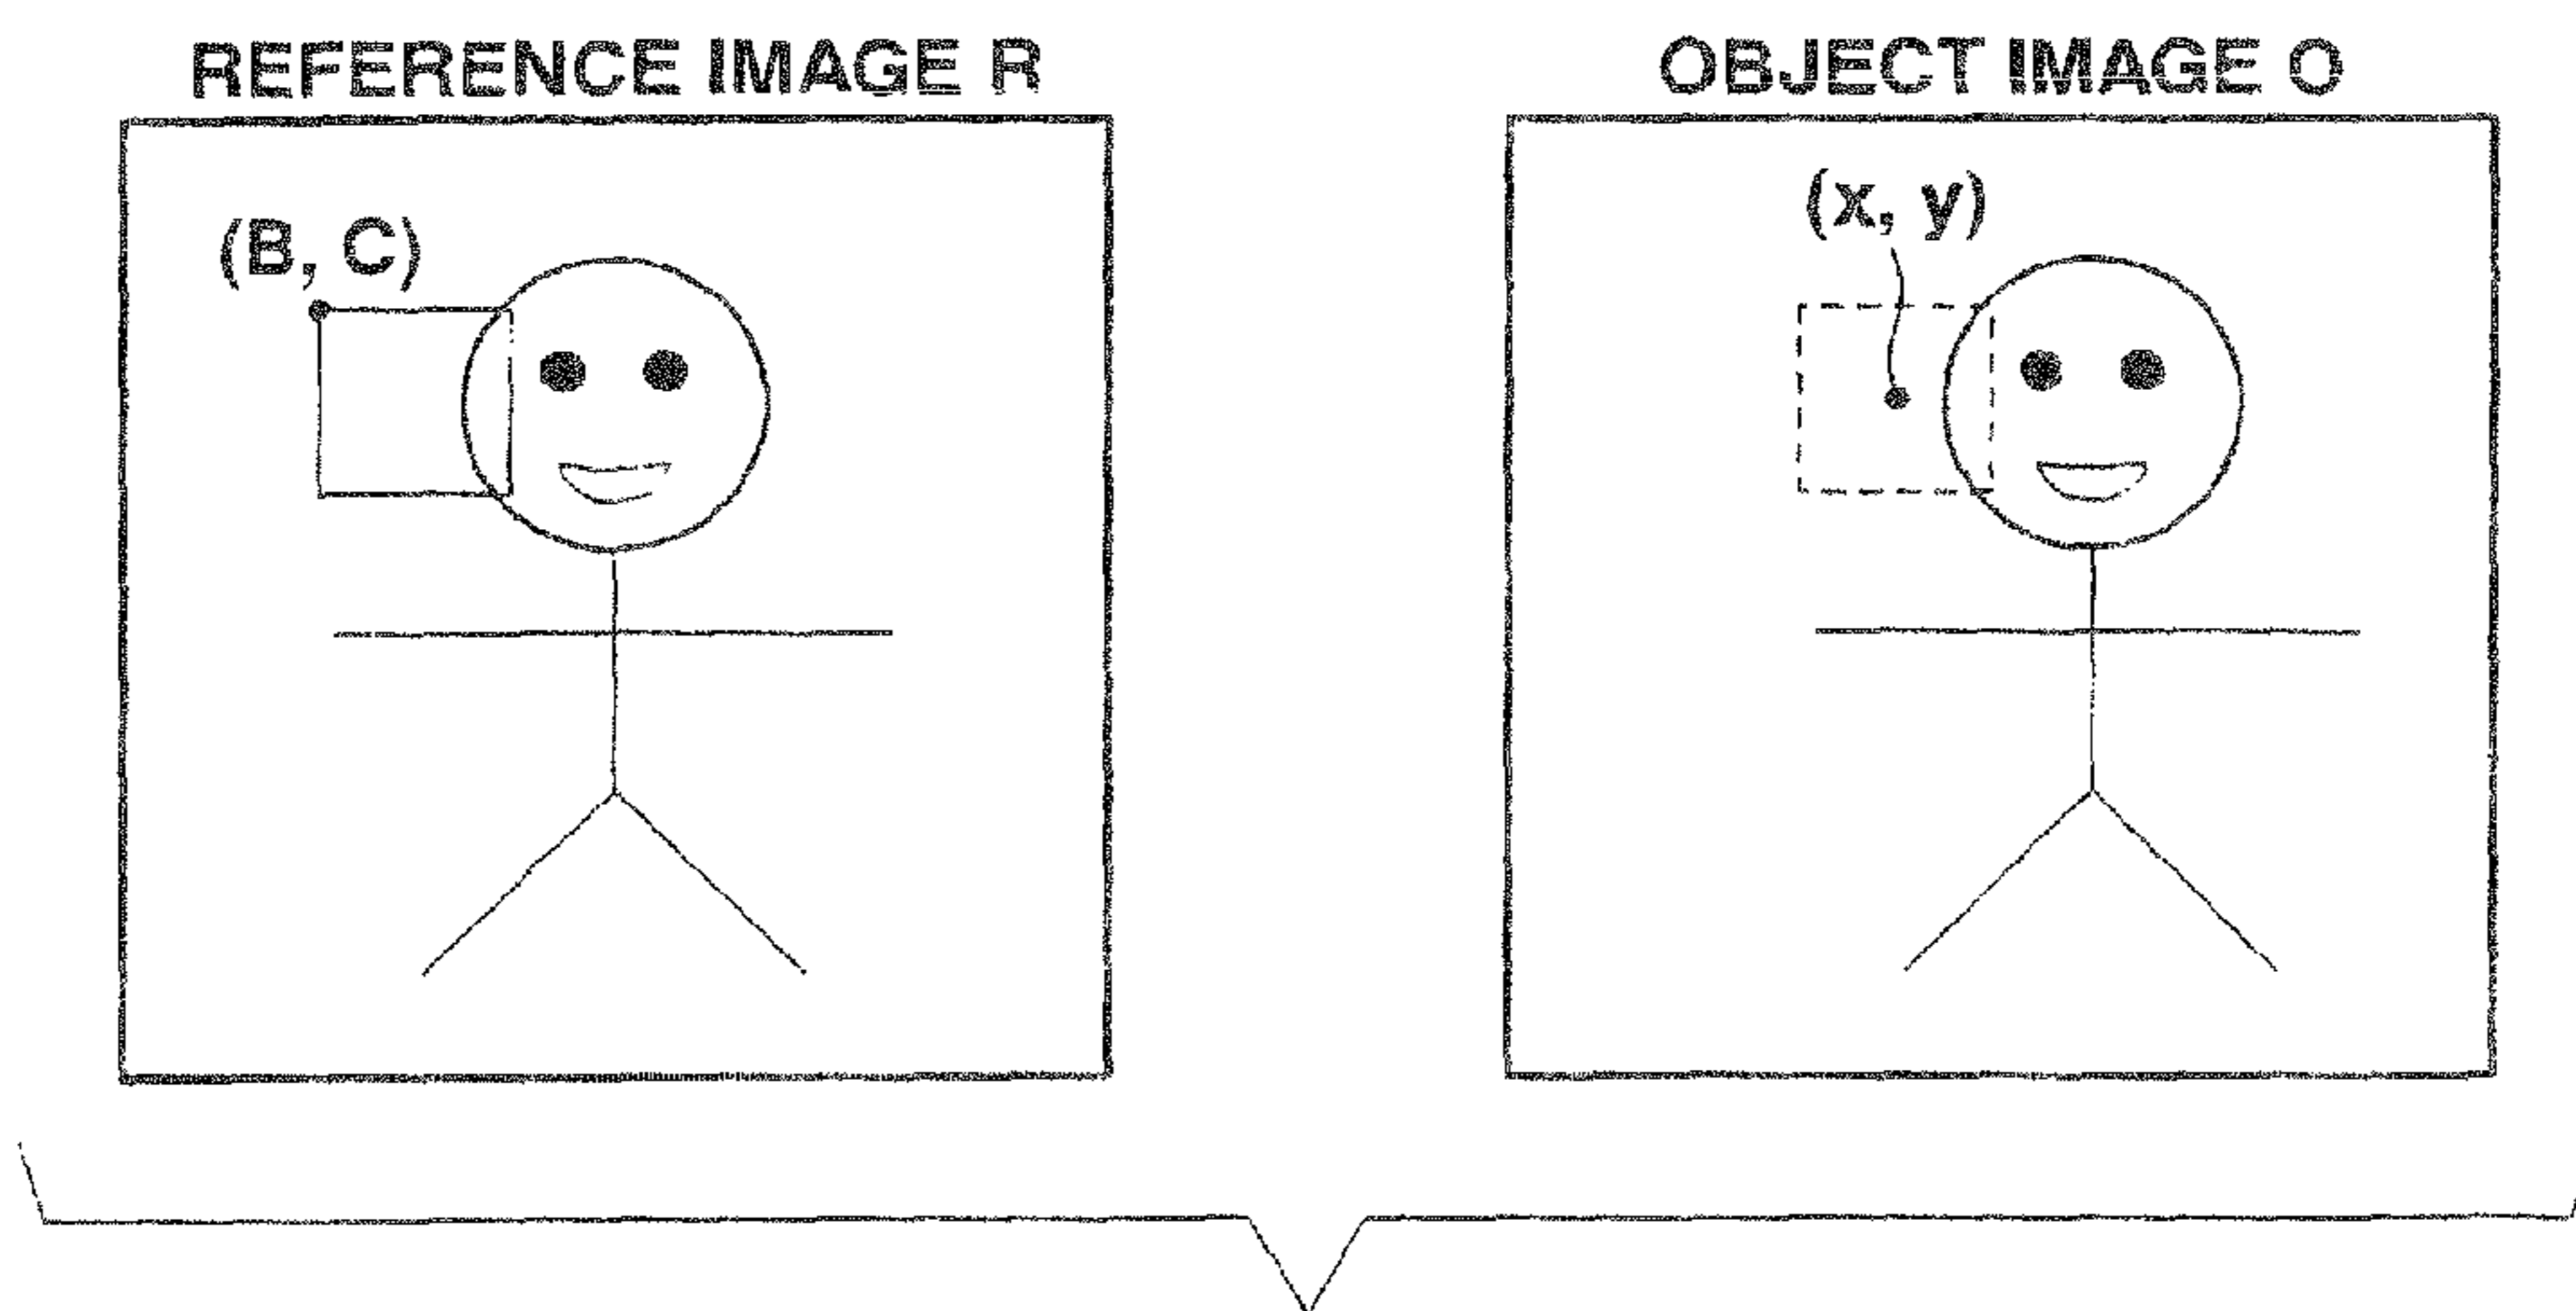 REFERENCE IMAGE R
OBJECT IMAGE O
(B, C)
(x, y)